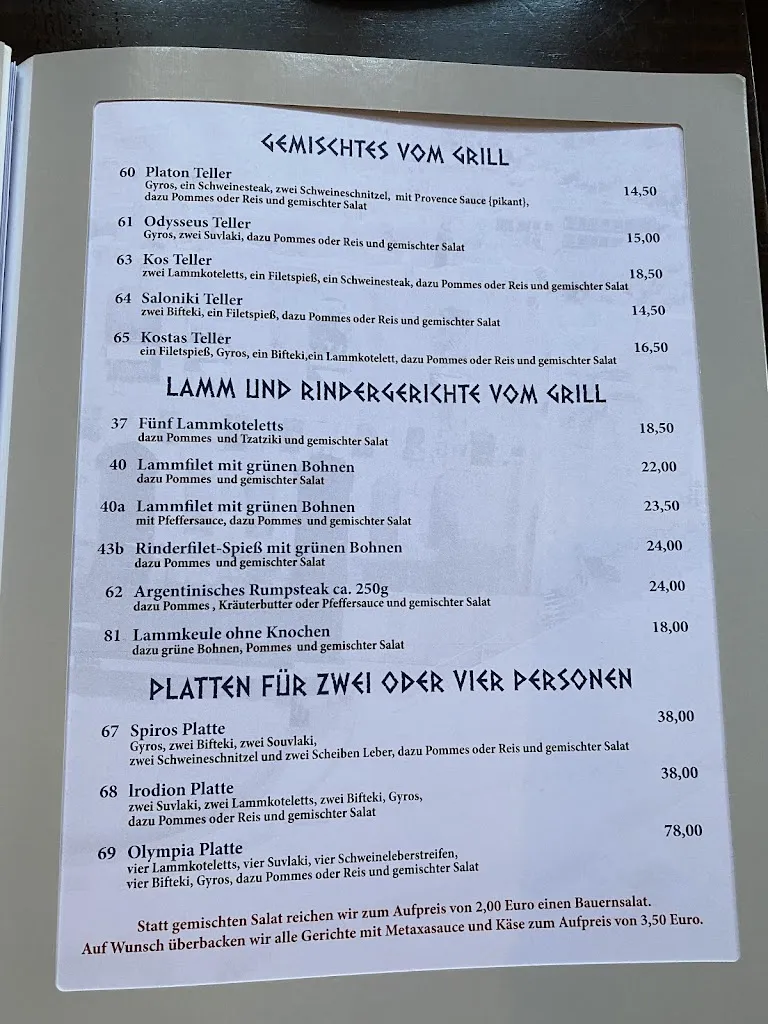 GEMISCHTES VOM GRILL
60 Platon Teller 14,50
Gyros, ein Schweinesteak, zwei Schweineschnitzel, mit Provence Sauce {pikant},
dazu Pommes oder Reis und gemischter Salat
61 Odysseus Teller 15,00
Gyros, zwei Suvlaki, dazu Pommes oder Reis und gemischter Salat
63 Kos Teller 18,50
zwei Lammkoteletts, ein Filetspieß, ein Schweinesteak, dazu Pommes oder Reis und gemischter Salat
64 Saloniki Teller 14,50
zwei Bifteki, ein Filetspieß, dazu Pommes oder Reis und gemischter Salat
65 Kostas Teller 16,50
ein Filetspieß, Gyros, ein Bifteki,ein Lammkotelett, dazu Pommes oder Reis und gemischter Salat
LAMM UND RINDERGERICHTE VOM GRILL
37 Fünf Lammkoteletts 18,50
dazu Pommes und Tzatziki und gemischter Salat
40 Lammfilet mit grünen Bohnen 22,00
dazu Pommes und gemischter Salat
40a Lammfilet mit grünen Bohnen 23,50
mit Pfeffersauce, dazu Pommes und gemischter Salat
43b Rinderfilet-Spieß mit grünen Bohnen 24,00
dazu Pommes und gemischter Salat
62 Argentinisches Rumpsteak ca. 250g 24,00
dazu Pommes , Kräuterbutter oder Pfeffersauce und gemischter Salat
81 Lammkeule ohne Knochen 18,00
dazu grüne Bohnen, Pommes und gemischter Salat
PLATTEN FÜR ZWEI ODER VIER PERSONEN
67 Spiros Platte 38,00
Gyros, zwei Bifteki, zwei Souvlaki,
zwei Schweineschnitzel und zwei Scheiben Leber, dazu Pommes oder Reis und gemischter Salat
68 Irodion Platte 38,00
zwei Suvlaki, zwei Lammkoteletts, zwei Bifteki, Gyros,
dazu Pommes oder Reis und gemischter Salat
69 Olympia Platte 78,00
vier Lammkoteletts, vier Suvlaki, vier Schweineleberstreifen,
vier Bifteki, Gyros, dazu Pommes oder Reis und gemischter Salat
Statt gemischten Salat reichen wir zum Aufpreis von 2,00 Euro einen Bauernsalat.
Auf Wunsch überbacken wir alle Gerichte mit Metaxasauce und Käse zum Aufpreis von 3,50 Euro.